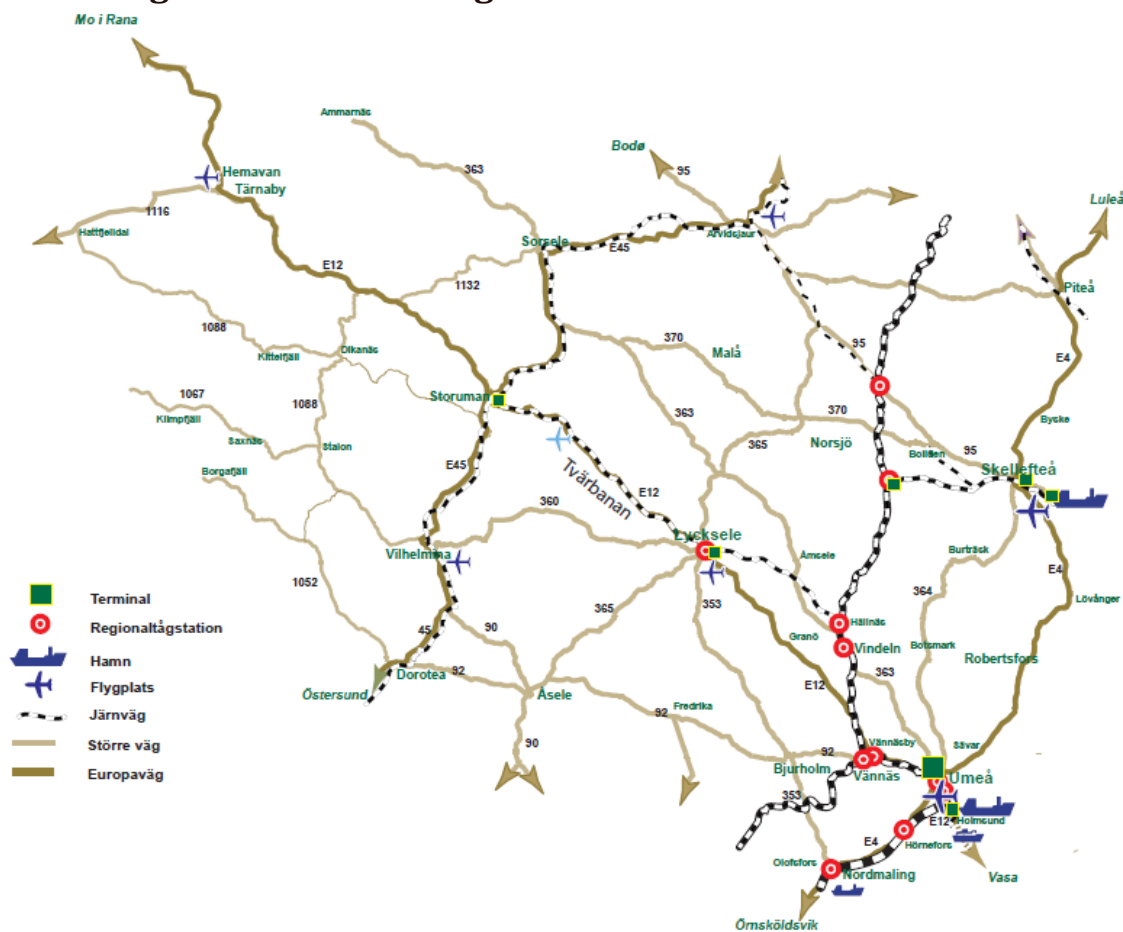 Mo i Rana
Ammarnäs
363
Bodø
95
Hemavan
Tärnaby
1116
Hattfjelldal
Luleå
Arvidsjaur
Sorsele
E45
E12
1132
Piteå
1088
Kittelfjäll
Dikanäs
370
Malå
95
E4
1067
Klimpfjäll
Storuman
363
365
370
Norsjö
Byske
1088
Saxnäs
Stalon
Boliden
95
Skellefteå
Borgafjäll
E45
Tvärbanan
E12
360
Lycksele
Vilhelmina
Åmsele
Burträsk
E4
1052
364
Lövånger
353
365
Hällnäs
Granö
Vindeln
Botsmark
Robertsfors
45
90
363
Dorotea
92
Östersund
Åsele
E12
Fredrika
92
90
Vännäsby
Sävar
92
Bjurholm
Vännäs
Umeå
353
E12
Holmsund
E4
Hörnefors
Olofsfors
Nordmaling
Vasa
Örnsköldsvik
Terminal
Regionaltågstation
Hamn
Flygplats
Järnväg
Större väg
Europaväg